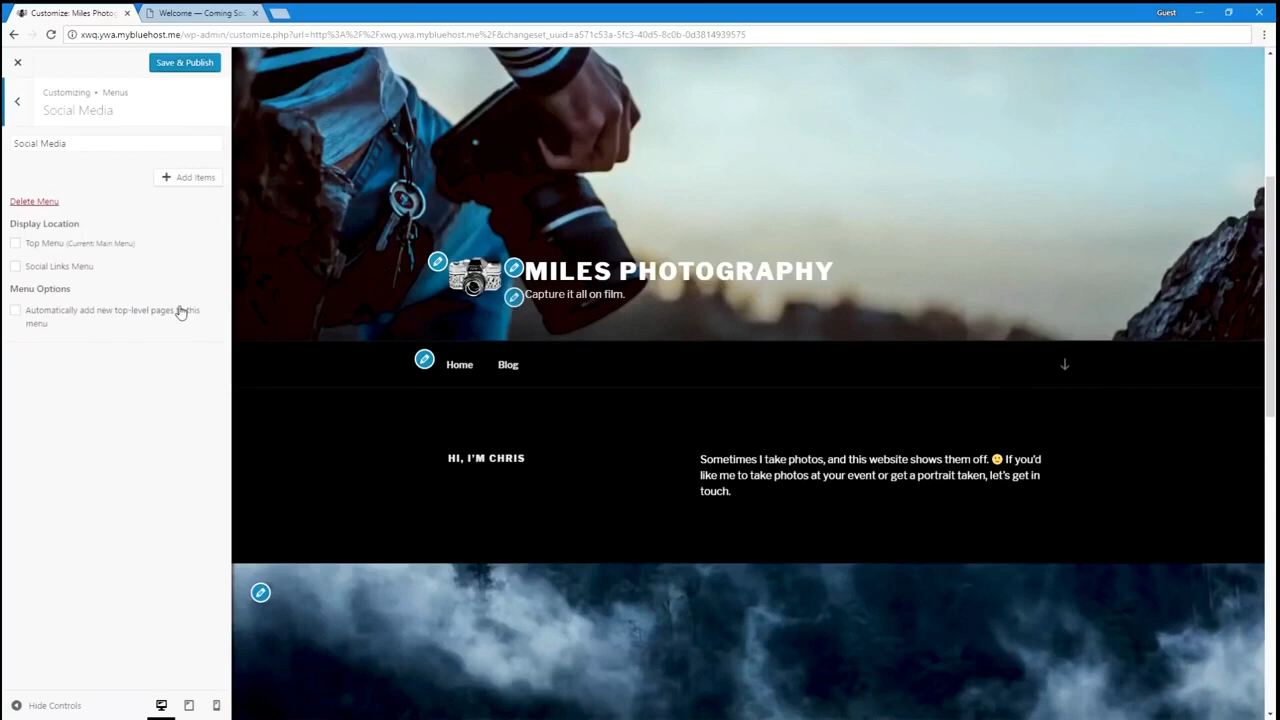 Customize: Miles Photog
Welcome — Coming Soo
Guest
xwq.ywa.mybluehost.me/wp-admin/customize.php?url=http%3A%2F%2Fxwq.ywa.mybluehost.me%2F&changeset_uuid=a571c53a-5fc3-40d5-8c0b-0d3814939575
Save & Publish
Customizing • Menus
Social Media
Social Media
Add Items
Delete Menu
Display Location
Top Menu (Current: Main Menu)
Social Links Menu
Menu Options
Automatically add new top-level pages this
menu
Hide Controls
MILES PHOTOGRAPHY
Capture it all on film.
Home Blog
HI, I'M CHRIS
Sometimes I take photos, and this website shows them off. 🙂 If you'd
like me to take photos at your event or get a portrait taken, let's get in
touch.